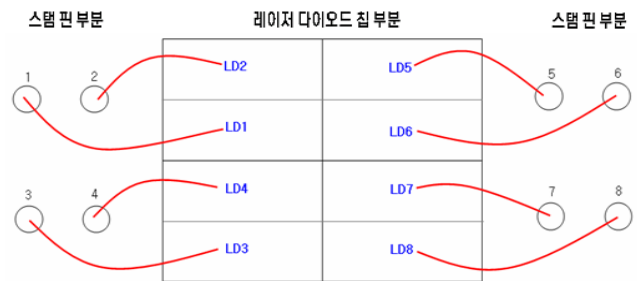 스탬 핀 부분 레이저 다이오드 칩 부분 스탬 핀 부분
1 2 LD2 LD5 5 6
LD1 LD6
3 4 LD4 LD7 7 8
LD3 LD8